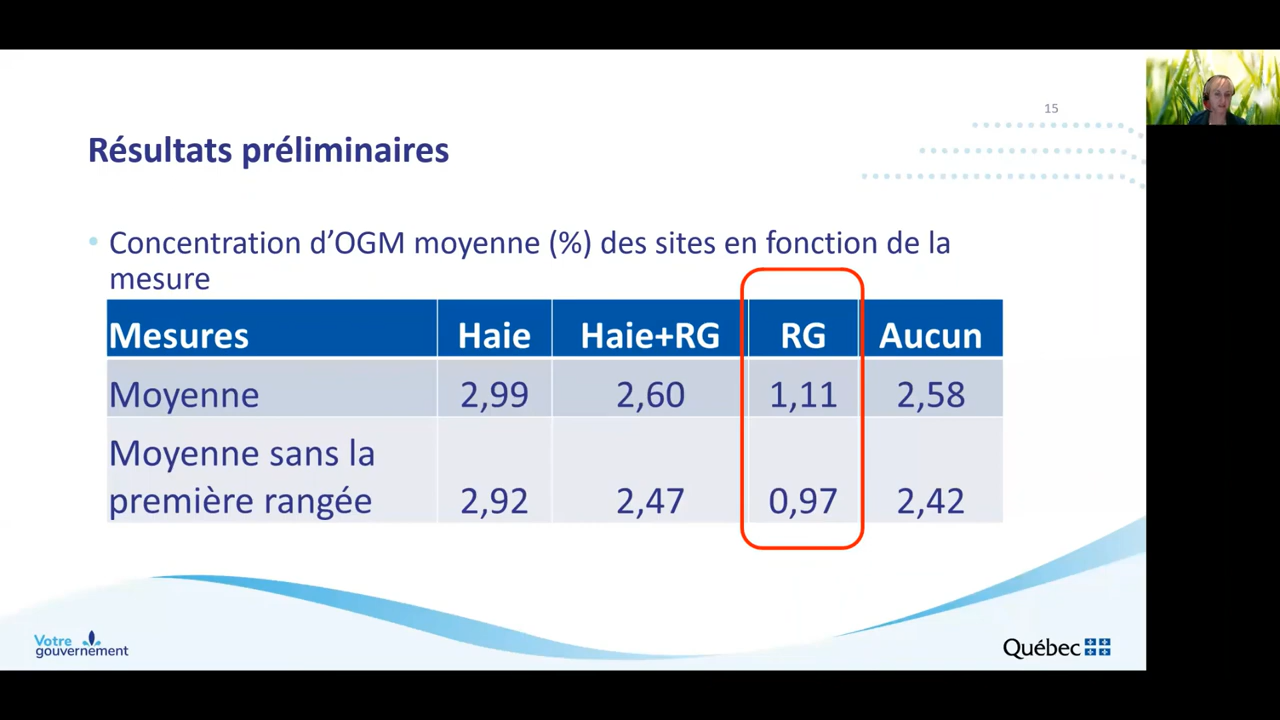 15
Résultats préliminaires
• Concentration d’OGM moyenne (%) des sites en fonction de la
mesure
Mesures Haie Haie+RG RG Aucun
Moyenne 2,99 2,60 1,11 2,58
Moyenne sans la
première rangée 2,92 2,47 0,97 2,42
Votre
gouvernement
Québec